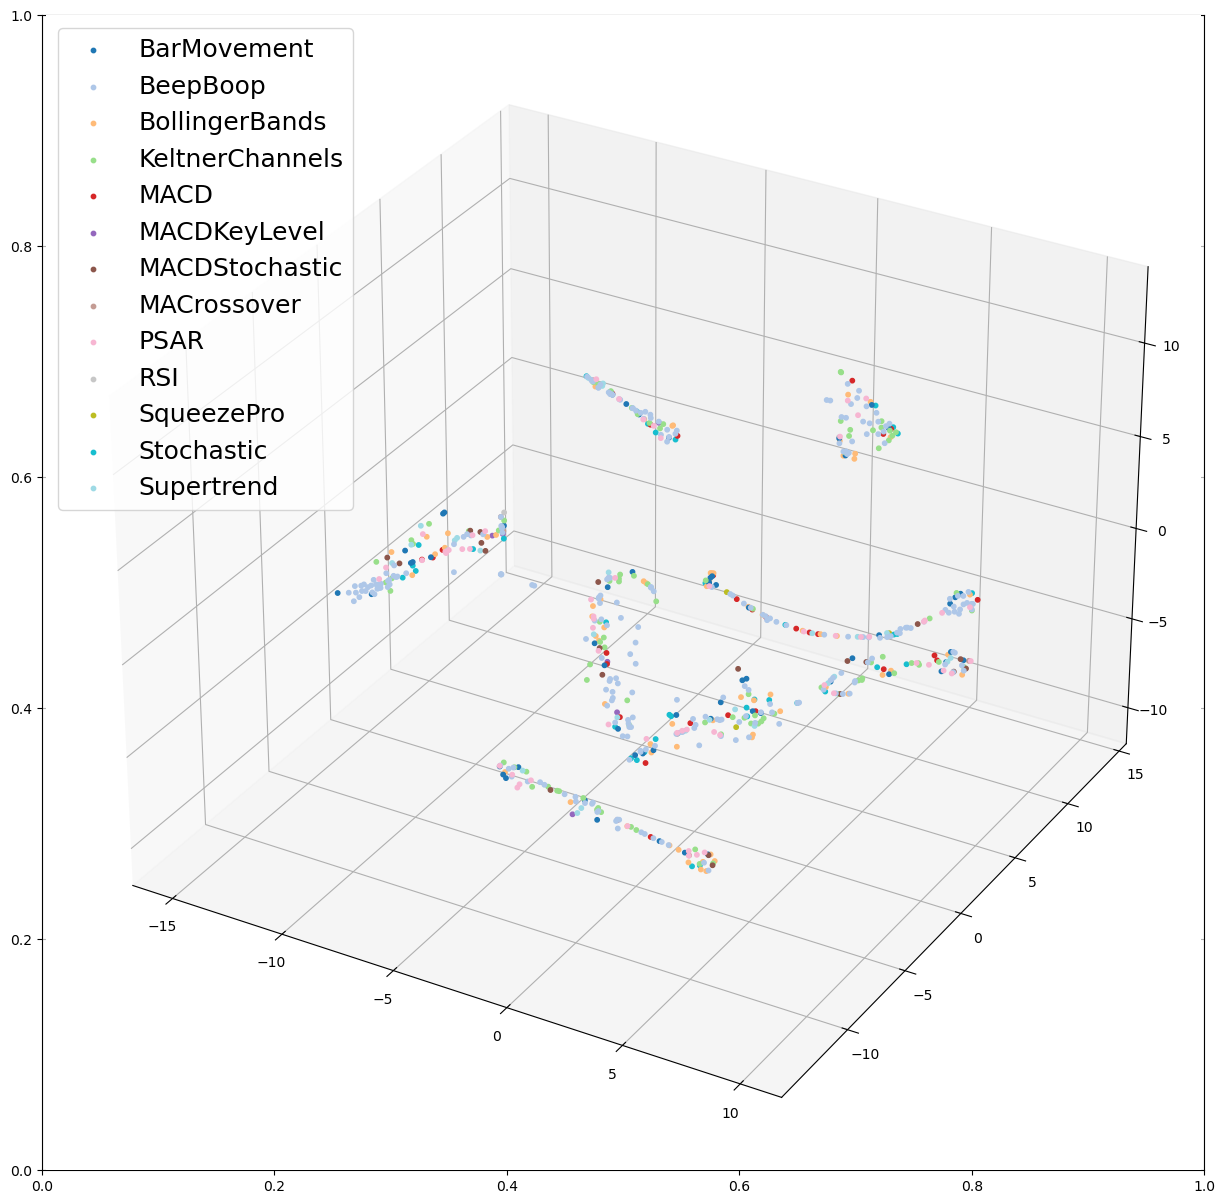 1.0
0.8
0.6
0.4
0.2
0.0
BarMovement
BeepBoop
BollingerBands
KeltnerChannels
MACD
MACDKeyLevel
MACDStochastic
MACrossover
PSAR
RSI
SqueezePro
Stochastic
Supertrend
10
5
0
−5
−10
15
10
5
0
−5
−10
−15
−10
−5
0
5
10
0.0
0.2
0.4
0.6
0.8
1.0